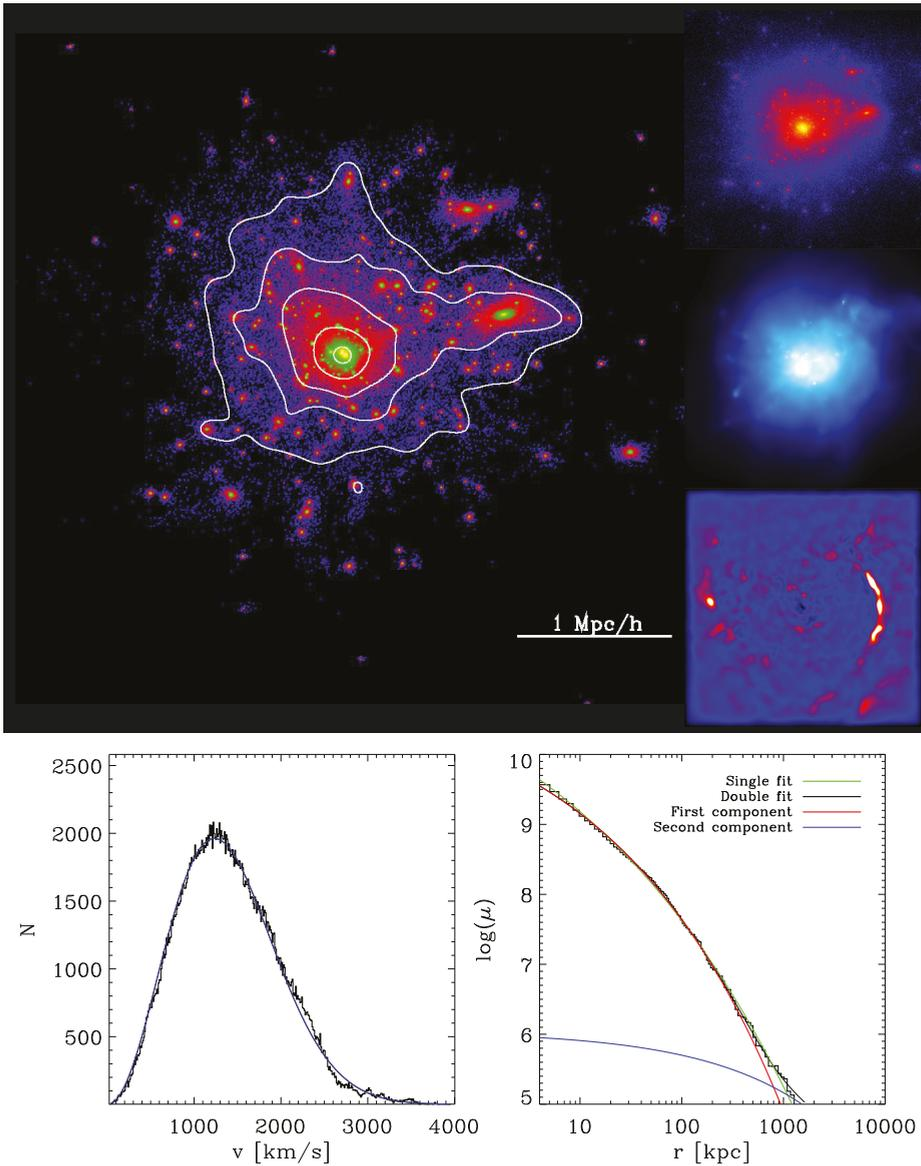 1 Mpc/h
2500
2000
1500
1000
500
N
1000 2000 3000 4000
v [km/s]
10
9
8
7
6
5
log(μ)
Single fit
Double fit
First component
Second component
10 100 1000 10000
r [kpc]